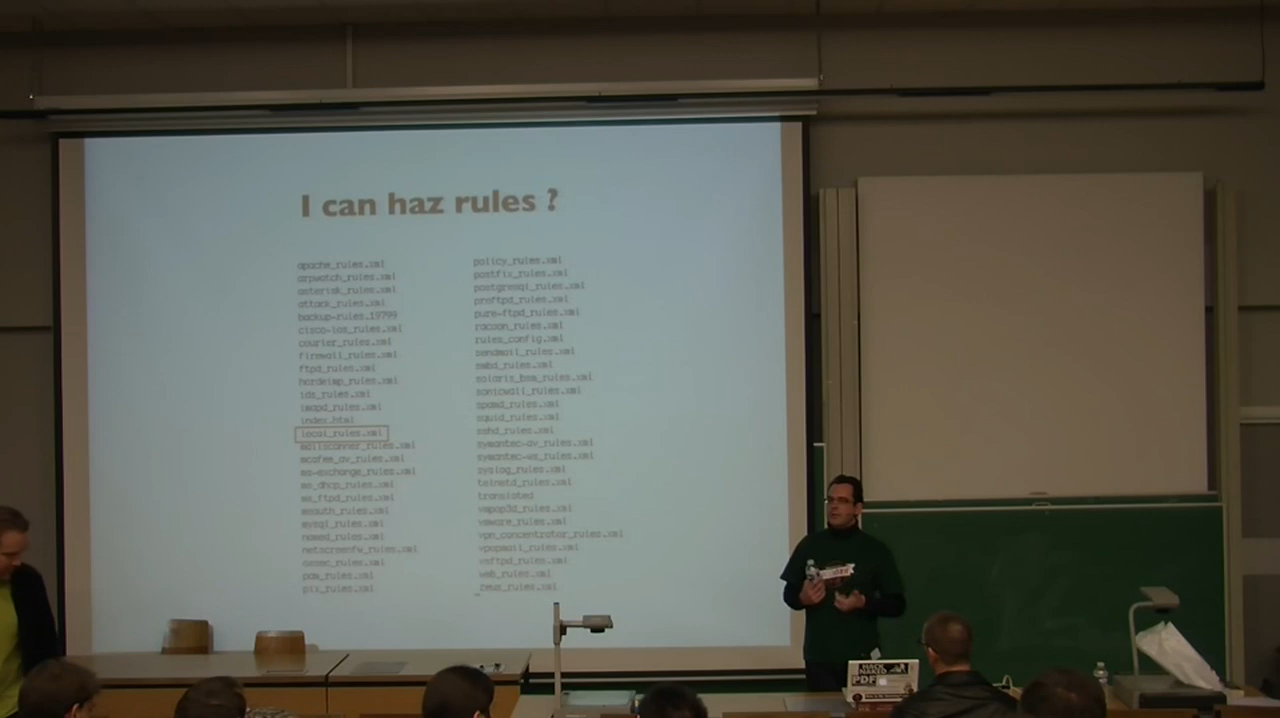 I can haz rules ?
apache_rules.xml
arpwatch_rules.xml
asterisk_rules.xml
attack_rules.xml
backup-rules.19799
cisco-ios_rules.xml
courier_rules.xml
firewall_rules.xml
ftpd_rules.xml
hordeimp_rules.xml
ids_rules.xml
imapd_rules.xml
index.html
local_rules.xml
mailscanner_rules.xml
mcafee_av_rules.xml
ms-exchange_rules.xml
ms_dhcp_rules.xml
ms_ftpd_rules.xml
msauth_rules.xml
mysql_rules.xml
named_rules.xml
netscreenfw_rules.xml
ossec_rules.xml
pam_rules.xml
pix_rules.xml
policy_rules.xml
postfix_rules.xml
postgresql_rules.xml
proftpd_rules.xml
pure-ftpd_rules.xml
racoon_rules.xml
rules_config.xml
sendmail_rules.xml
smbd_rules.xml
solaris_bsm_rules.xml
sonicwall_rules.xml
spamd_rules.xml
squid_rules.xml
sshd_rules.xml
symantec-av_rules.xml
symantec-ws_rules.xml
syslog_rules.xml
telnetd_rules.xml
translated
vmpop3d_rules.xml
vmware_rules.xml
vpn_concentrator_rules.xml
vpopmail_rules.xml
vsftpd_rules.xml
web_rules.xml
zeus_rules.xml
HACK
NAKED
PDF